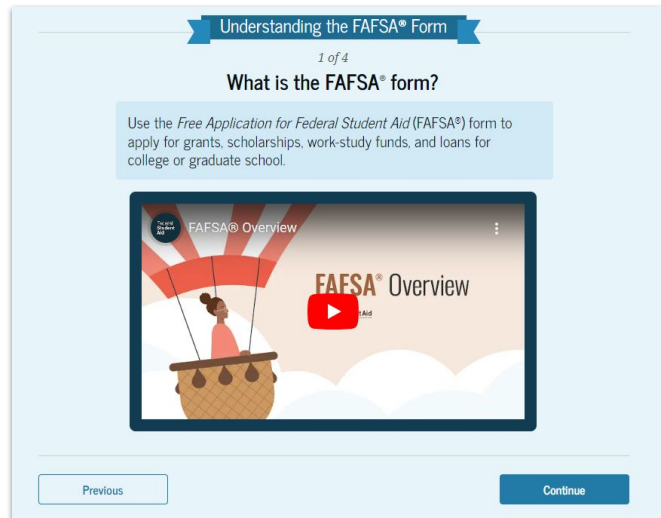 Understanding the FAFSA® Form
1 of 4
What is the FAFSA® form?
Use the Free Application for Federal Student Aid (FAFSA®) form to
apply for grants, scholarships, work-study funds, and loans for
college or graduate school.
Federal
Student
Aid
FAFSA® Overview
FAFSA® Overview
t Aid
Previous
Continue